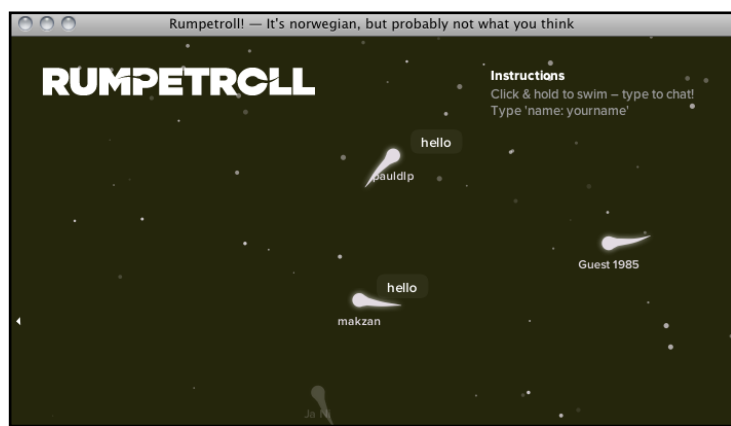 Rumpetroll! — It's norwegian, but probably not what you think
RUMPETROLL
Instructions
Click & hold to swim – type to chat!
Type 'name: yourname'
hello
pauldlp
Guest 1985
hello
makzan